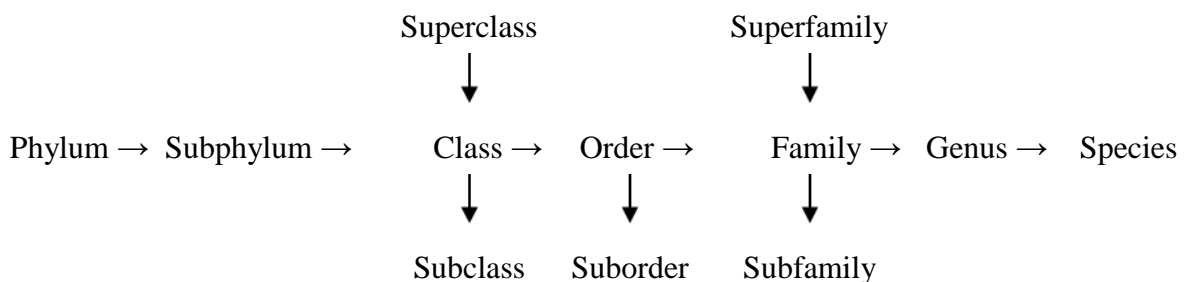 Superclass Superfamily
Phylum → Subphylum → Class → Order → Family → Genus → Species
Subclass Suborder Subfamily